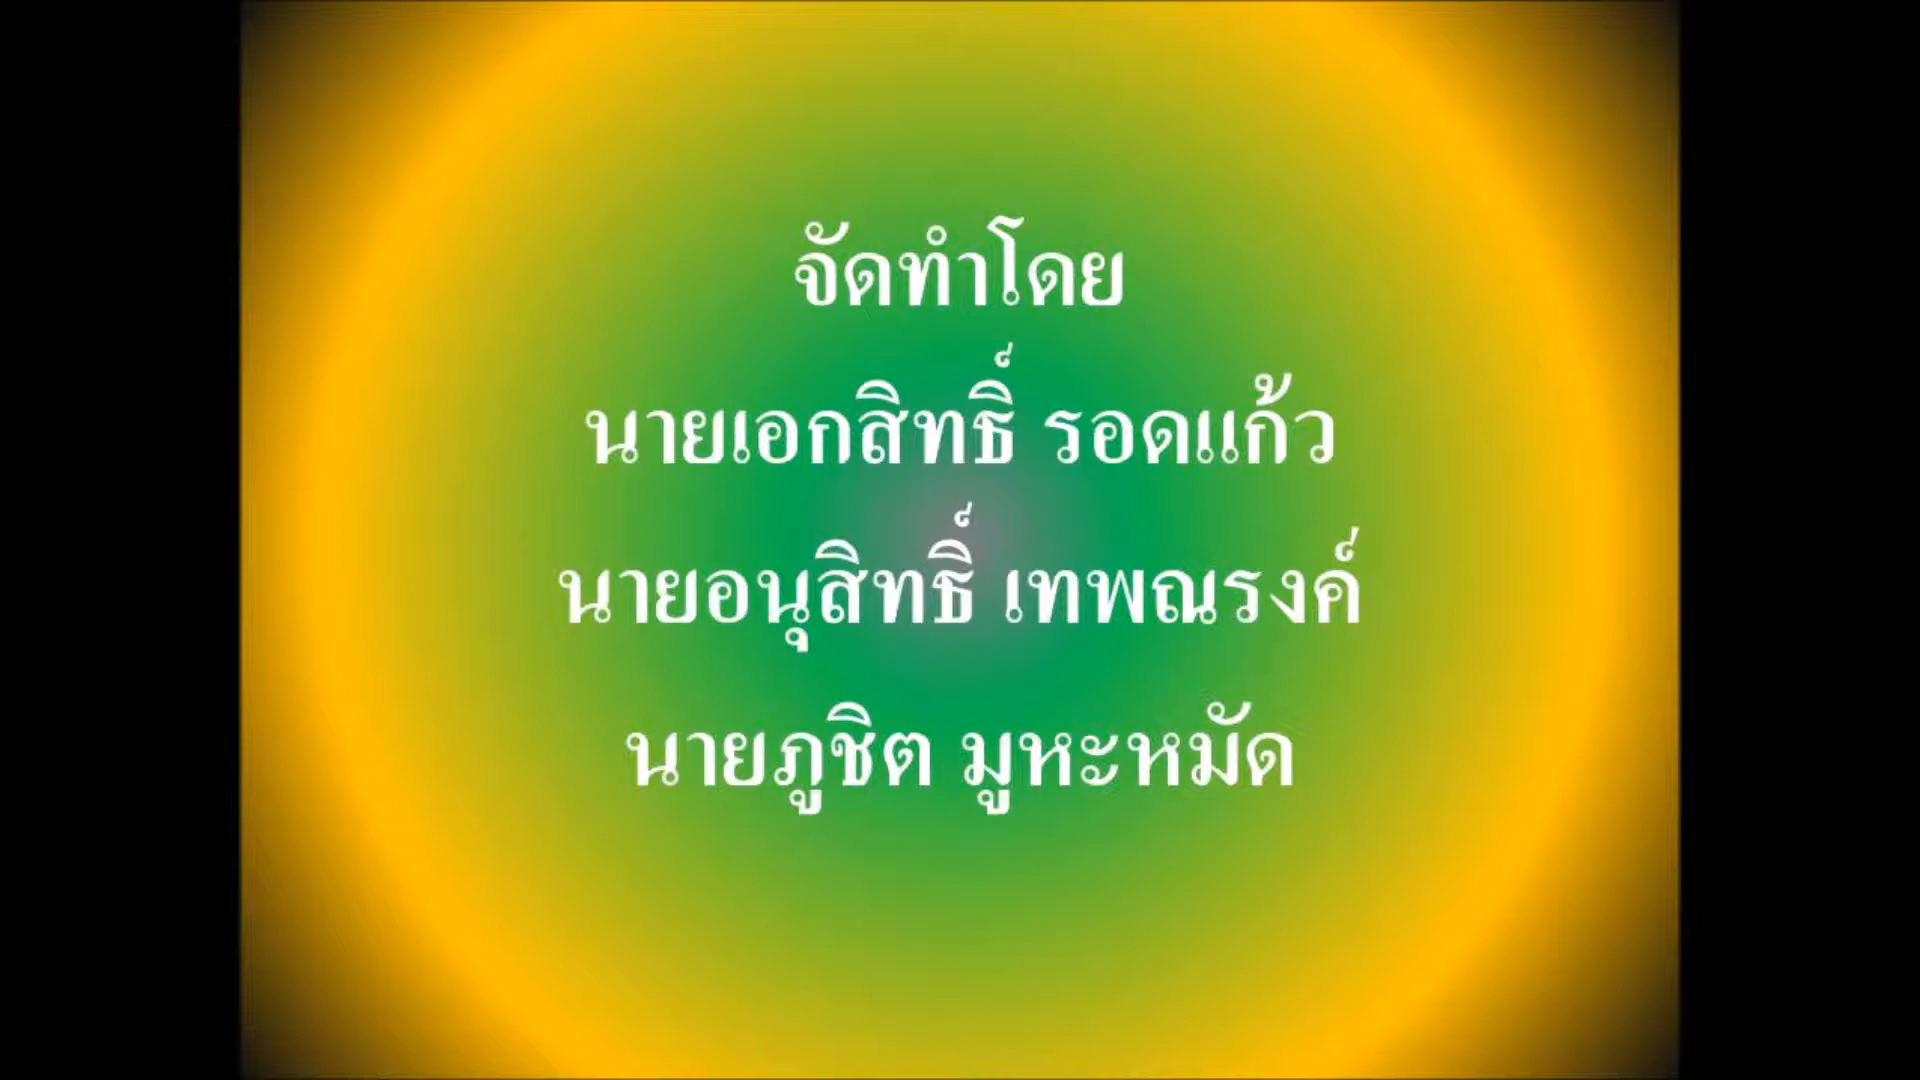 จัดทำโดย
นายเอกสิทธิ์ รอดแก้ว
นายอนุสิทธิ์ เทพณรงค์
นายภูชิต มูหะหมัด